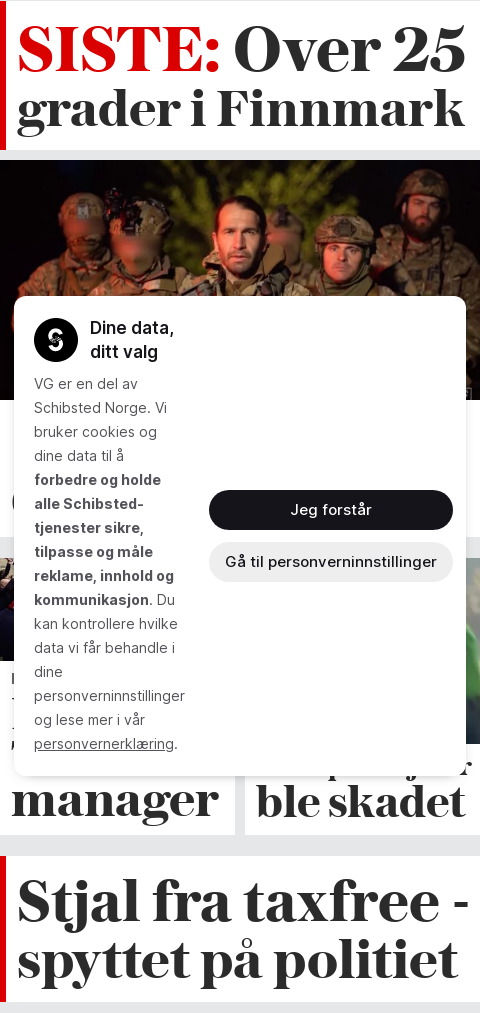 SISTE: Over 25
grader i Finnmark
Dine data,
ditt valg
VG er en del av
Schibsted Norge. Vi
bruker cookies og
dine data til å
forbedre og holde
alle Schibsted-
tjenester sikre,
tilpasse og måle
reklame, innhold og
kommunikasjon. Du
kan kontrollere hvilke
data vi får behandle i
dine
personverninnstillinger
og lese mer i vår
personvernerklæring.
Jeg forstår
Gå til personverninnstillinger
manager
ble skadet
Stjal fra taxfree -
spyttet på politiet